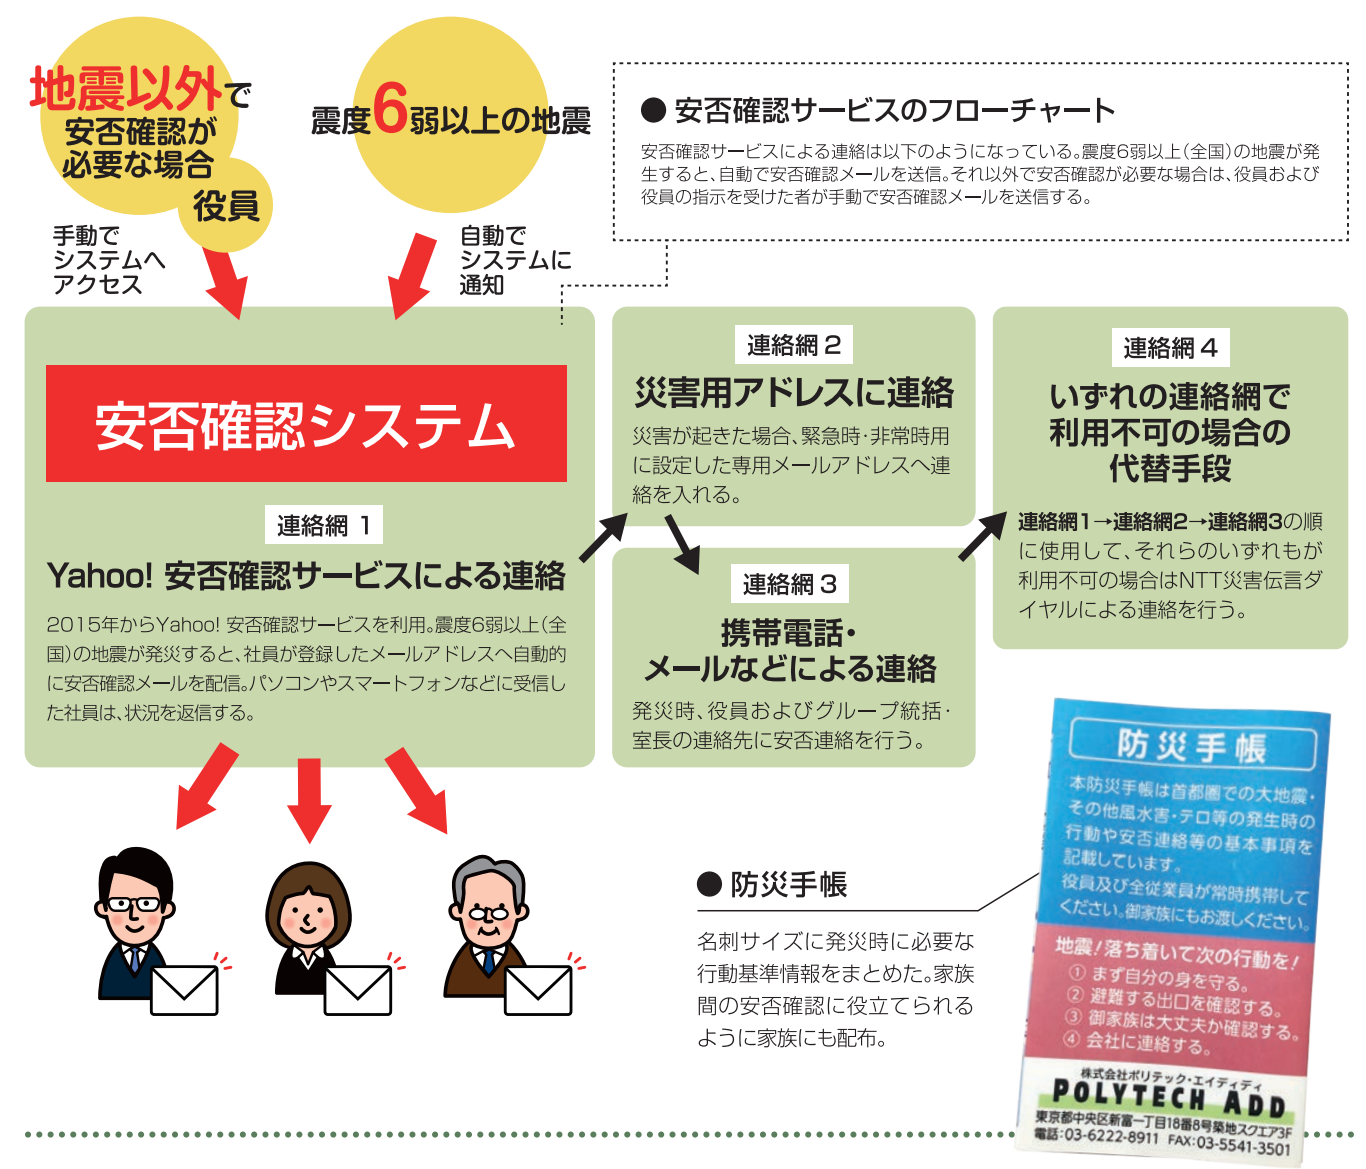 地震以外で
安否確認が
必要な場合
役員
手動で
システムへ
アクセス
震度6弱以上の地震
自動で
システムに
通知
● 安否確認サービスのフローチャート
安否確認サービスによる連絡は以下のようになっている。震度6弱以上(全国)の地震が発
生すると、自動で安否確認メールを送信。それ以外で安否確認が必要な場合は、役員および
役員の指示を受けた者が手動で安否確認メールを送信する。
安否確認システム
連絡網 1
Yahoo! 安否確認サービスによる連絡
2015年からYahoo! 安否確認サービスを利用。震度6弱以上(全
国)の地震が発災すると、社員が登録したメールアドレスへ自動的
に安否確認メールを配信。パソコンやスマートフォンなどに受信し
た社員は、状況を返信する。
連絡網 2
災害用アドレスに連絡
災害が起きた場合、緊急時・非常時用
に設定した専用メールアドレスへ連
絡を入れる。
連絡網 3
携帯電話・
メールなどによる連絡
発災時、役員およびグループ統括・
室長の連絡先に安否連絡を行う。
連絡網 4
いずれの連絡網で
利用不可の場合の
代替手段
連絡網1→連絡網2→連絡網3の順
に使用して、それらのいずれもが
利用不可の場合はNTT災害伝言ダ
イヤルによる連絡を行う。
● 防災手帳
名刺サイズに発災時に必要な
行動基準情報をまとめた。家族
間の安否確認に役立てられる
ように家族にも配布。
防災手帳
本防災手帳は首都圏での大地震・
その他風水害・テロ等の発生時の
行動や安否連絡等の基本事項を
記載しています。
役員及び全従業員が常時携帯して
ください。御家族にもお渡しください。
地震!落ち着いて次の行動を!
① まず自分の身を守る。
② 避難する出口を確認する。
③ 御家族は大丈夫か確認する。
④ 会社に連絡する。
株式会社ポリテック・エイディディ
POLYTECH ADD
東京都中央区新富一丁目18番8号築地スクエア3F
電話:03-6222-8911 FAX:03-5541-3501